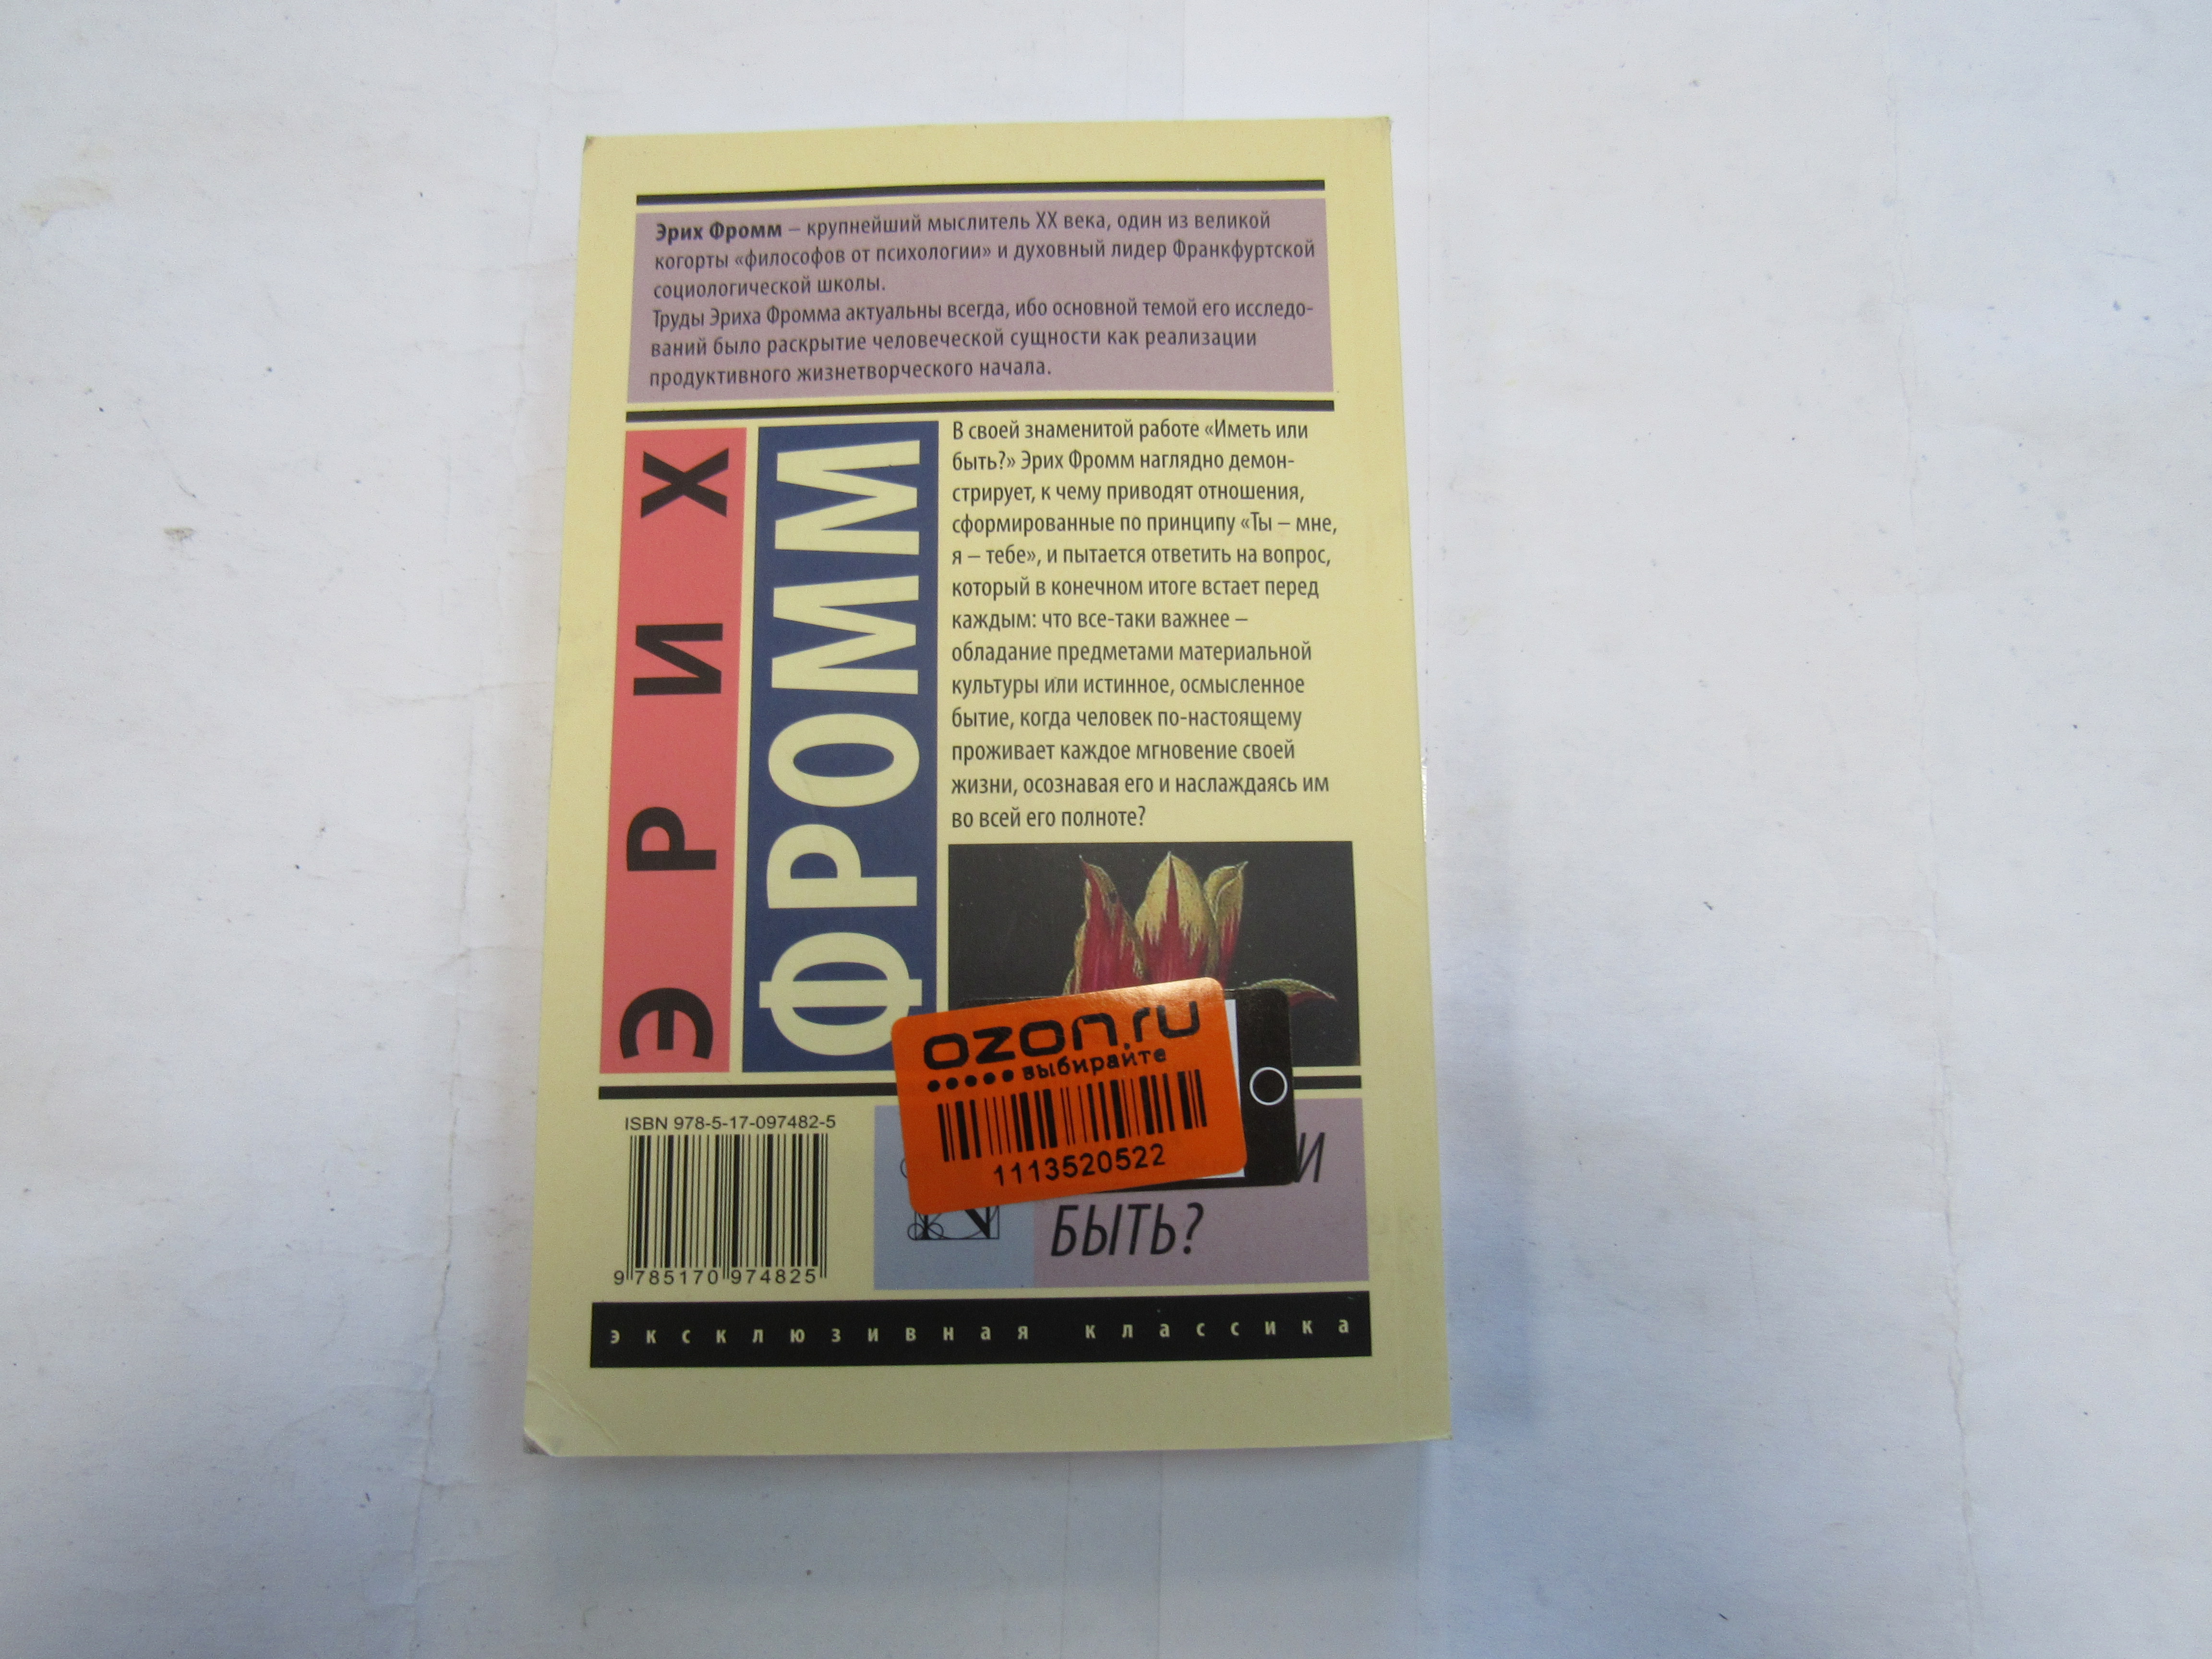 Эрих Фромм – крупнейший мыслитель XX века, один из великой
когорты «философов от психологии» и духовный лидер Франкфуртской
социологической школы.
Труды Эриха Фромма актуальны всегда, ибо основной темой его исследо-
ваний было раскрытие человеческой сущности как реализации
продуктивного жизнетворческого начала.
ЭРИХ
ФРОММ
В своей знаменитой работе «Иметь или
быть?» Эрих Фромм наглядно демон-
стрирует, к чему приводят отношения,
сформированные по принципу «Ты – мне,
я – тебе», и пытается ответить на вопрос,
который в конечном итоге встает перед
каждым: что все-таки важнее –
обладание предметами материальной
культуры или истинное, осмысленное
бытие, когда человек по-настоящему
проживает каждое мгновение своей
жизни, осознавая его и наслаждаясь им
во всей его полноте?
ozon.ru
выбирайте
1113520522
ISBN 978-5-17-097482-5
9 785170 974825
БЫТЬ?
эксклюзивная классика